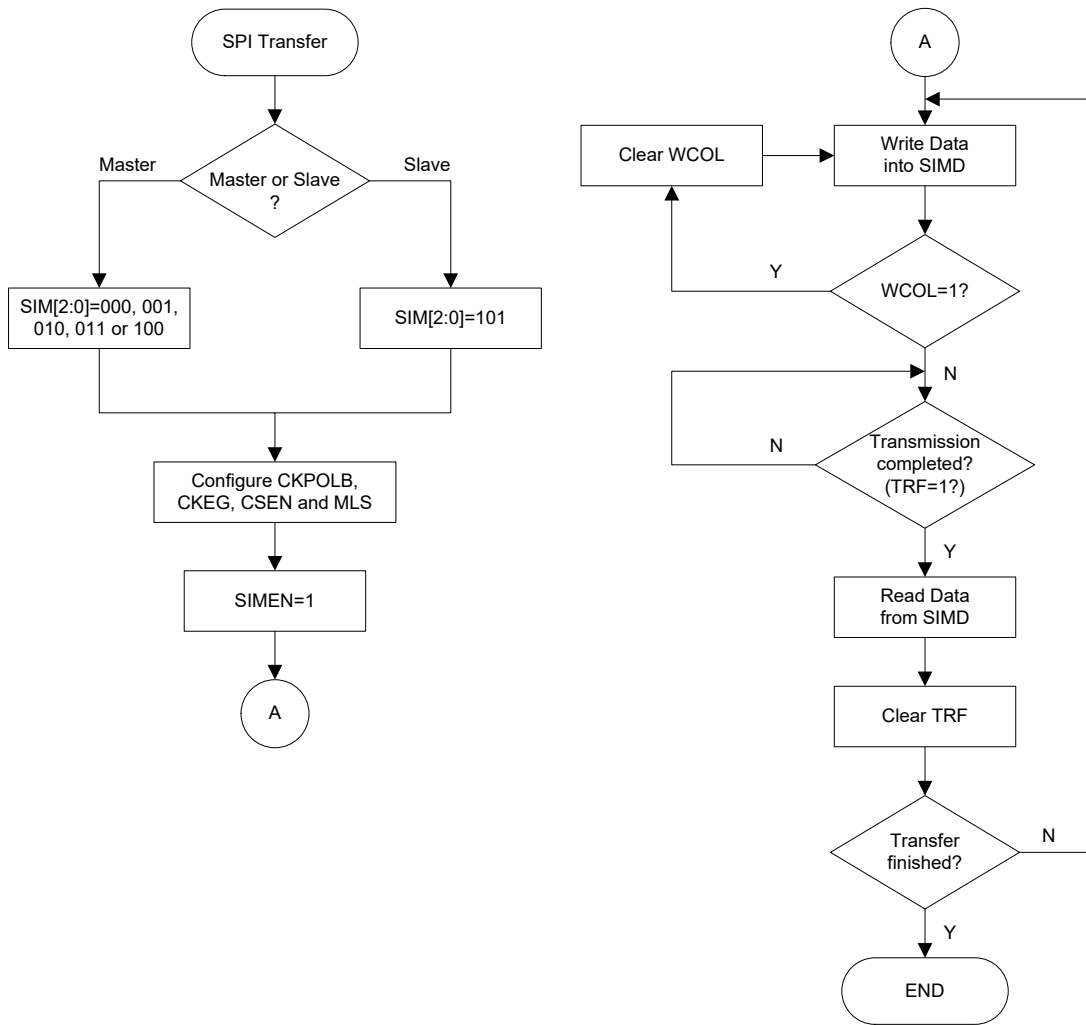 SPI Transfer
Master
Master or Slave
?
Slave
SIM[2:0]=000, 001,
010, 011 or 100
SIM[2:0]=101
Configure CKPOLB,
CKEG, CSEN and MLS
SIMEN=1
A
A
Clear WCOL
Write Data
into SIMD
Y
WCOL=1?
N
N
Transmission
completed?
(TRF=1?)
Y
Read Data
from SIMD
Clear TRF
Transfer
finished?
N
Y
END